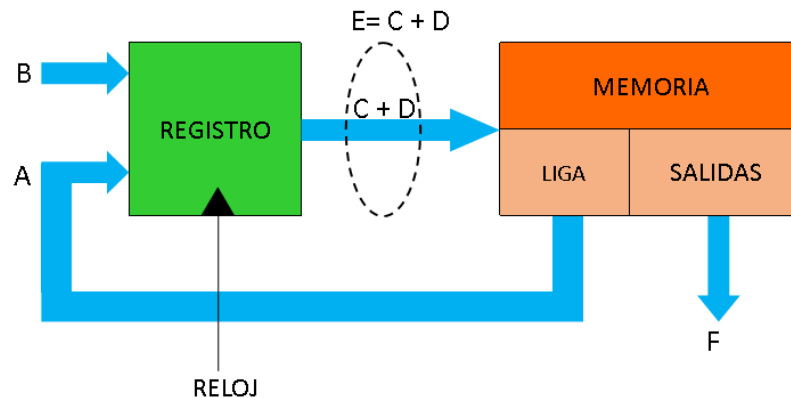 E= C + D
B
REGISTRO
C + D
MEMORIA
A
LIGA
SALIDAS
F
RELOJ